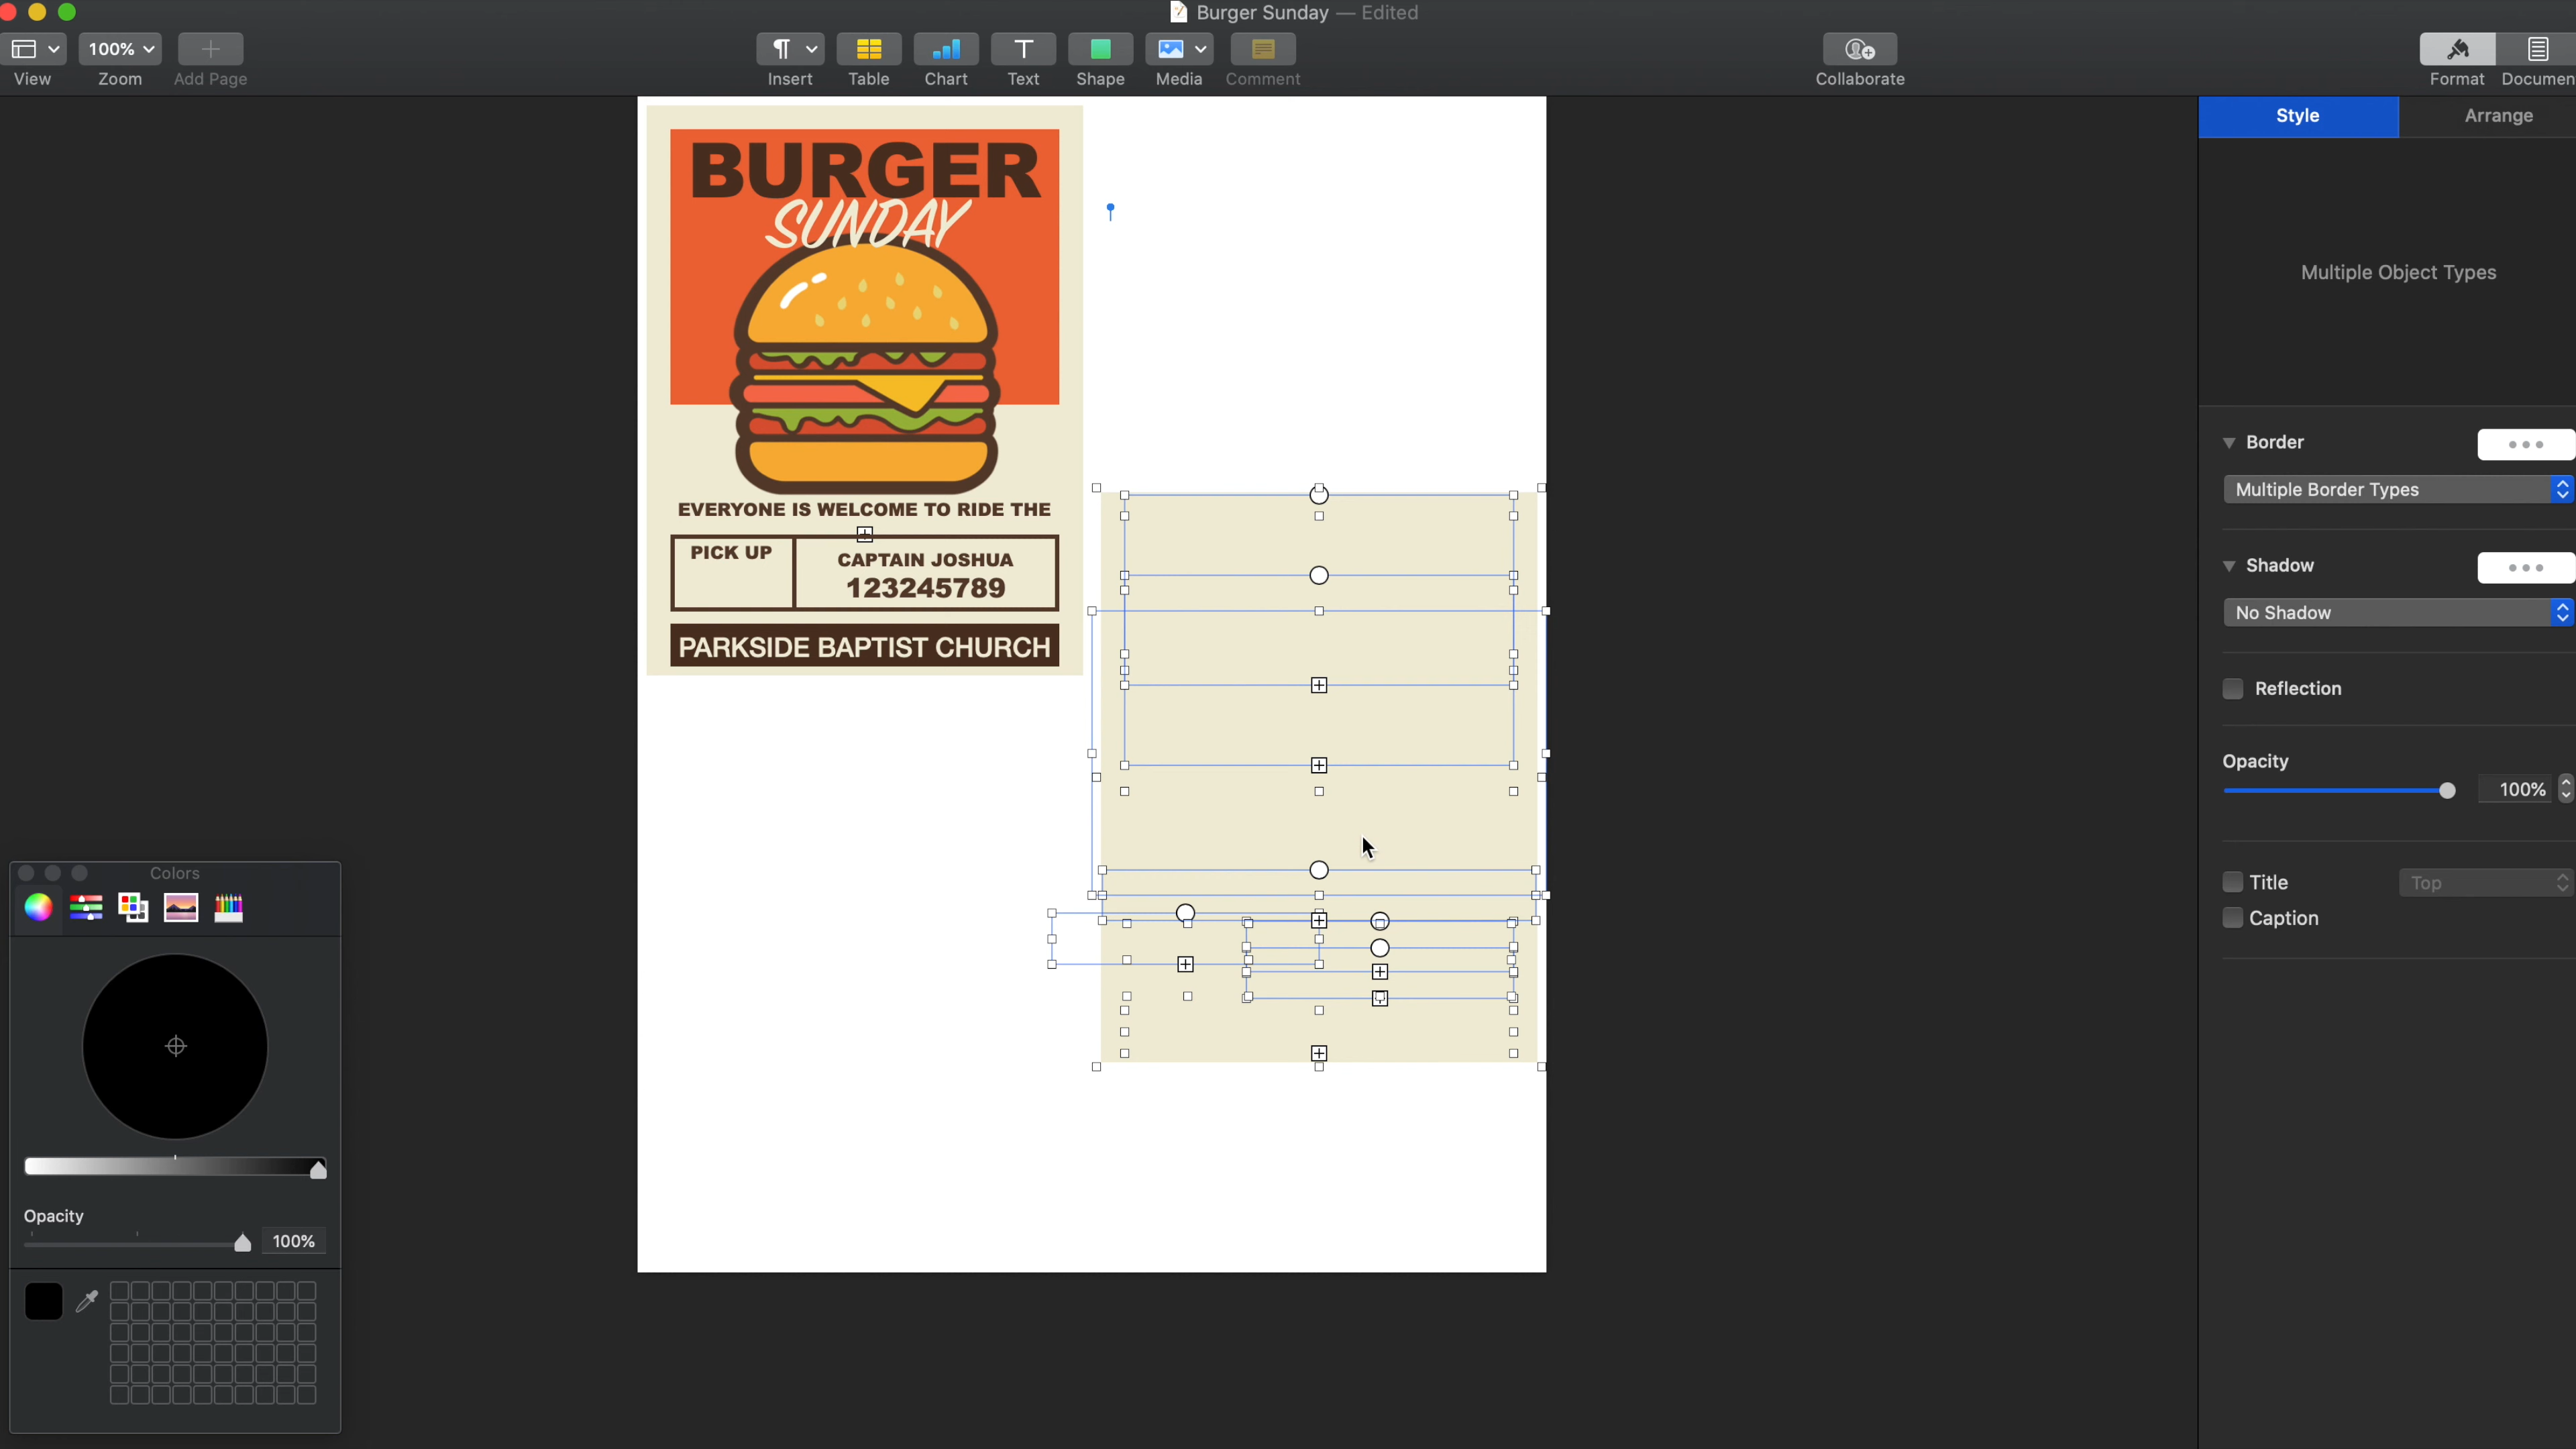 Burger Sunday — Edited
100%
View
Zoom
Add Page
Insert
Table
Chart
Text
Shape
Media
Comment
Collaborate
Format
Documen
Style
Arrange
BURGER
SUNDAY
EVERYONE IS WELCOME TO RIDE THE
PICK UP
CAPTAIN JOSHUA
123245789
PARKSIDE BAPTIST CHURCH
Multiple Object Types
Border
Multiple Border Types
Shadow
No Shadow
Reflection
Opacity
100%
Title
Top
Caption
Colors
Opacity
100%